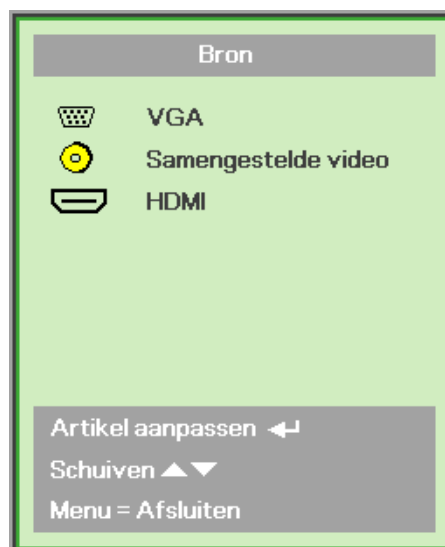 Bron
VGA
Samengestelde video
HDMI
Artikel aanpassen
Schuiven ▲▼
Menu = Afsluiten